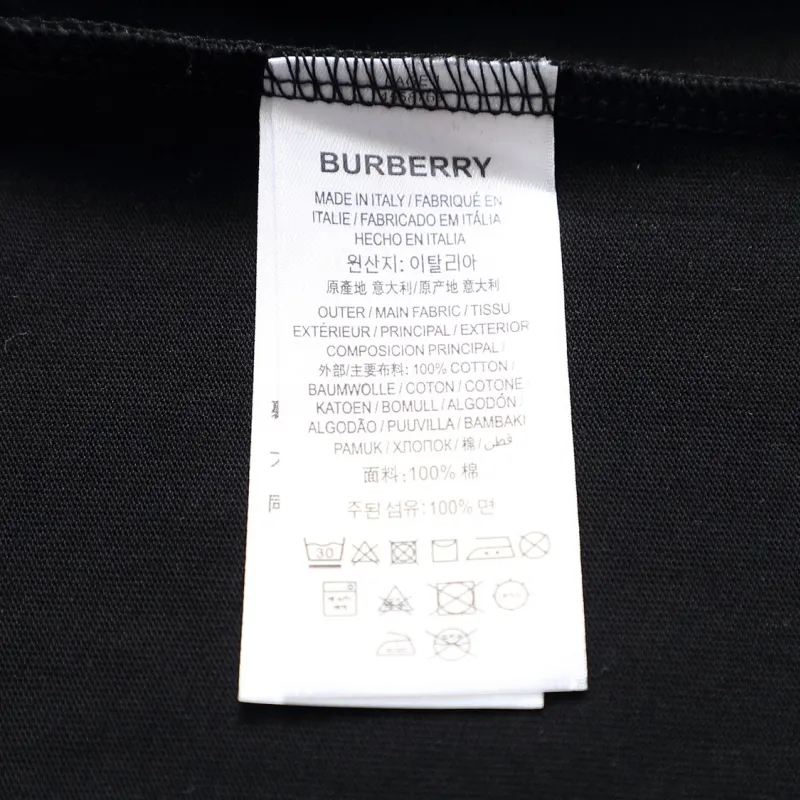 BURBERRY
MADE IN ITALY / FABRIQUÉ EN
ITALIE / FABRICADO EM ITÁLIA
HECHO EN ITALIA
원산지: 이탈리아
原產地 意大利/原产地 意大利
OUTER / MAIN FABRIC / TISSU
EXTÉRIEUR / PRINCIPAL / EXTERIOR
COMPOSICION PRINCIPAL /
外部/主要布料: 100% COTTON /
BAUMWOLLE / COTON / COTONE
KATOEN / BOMULL / ALGODÓN /
ALGODÃO / PUUVILLA / BAMBAKI
PAMUK / ХЛОПОК / 棉 / قطن
面料: 100% 棉
주된 섬유: 100% 면
30
同